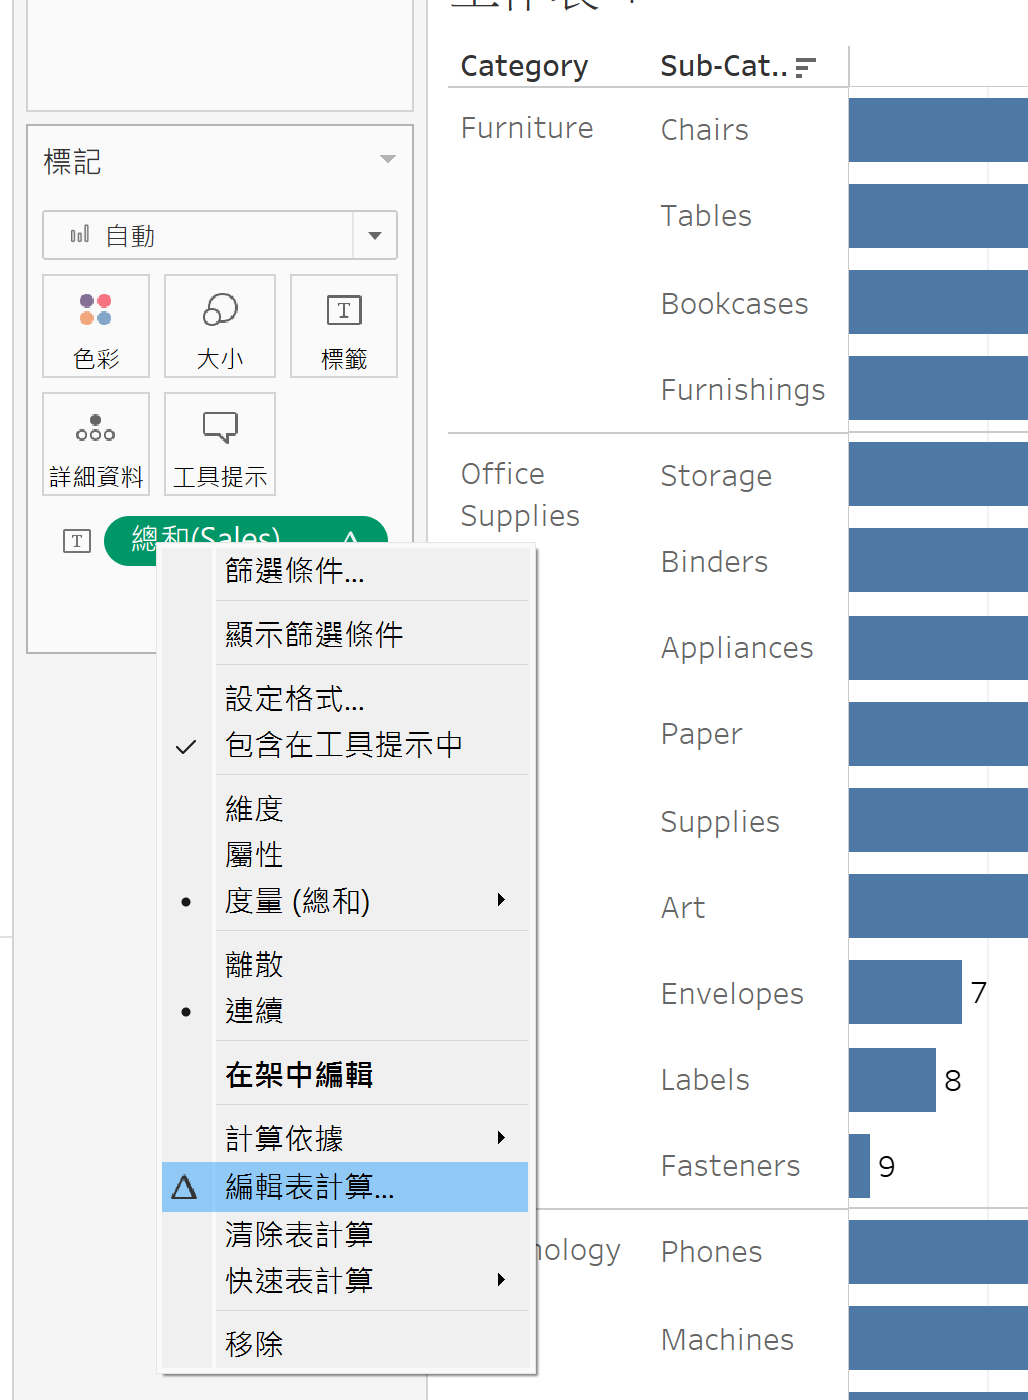 標記
自動
色彩
大小
標籤
詳細資料
工具提示
T
總和(Sales)
篩選條件...
顯示篩選條件
設定格式...
包含在工具提示中
維度
屬性
度量 (總和)
離散
連續
在架中編輯
計算依據
編輯表計算...
清除表計算
快速表計算
移除
Category
Sub-Cat..
Furniture
Chairs
Tables
Bookcases
Furnishings
Office
Supplies
Storage
Binders
Appliances
Paper
Supplies
Art
Envelopes 7
Labels 8
Fasteners 9
nology
Phones
Machines